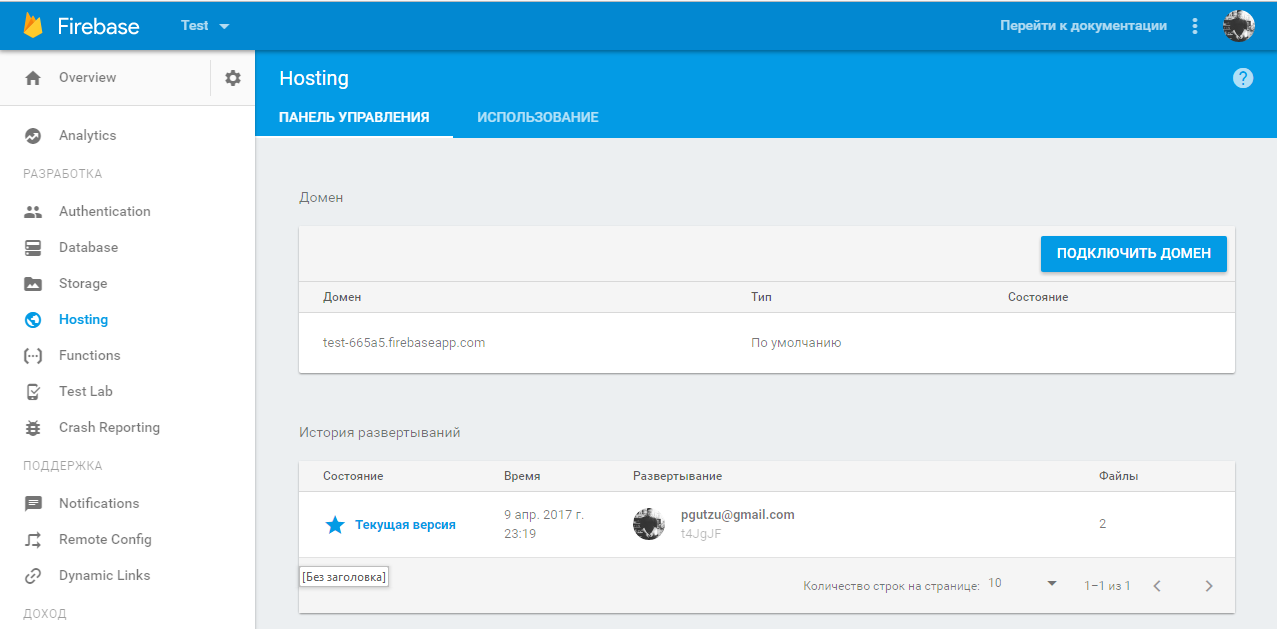 Firebase
Test
Перейти к документации
Overview
Analytics
РАЗРАБОТКА
Authentication
Database
Storage
Hosting
Functions
Test Lab
Crash Reporting
ПОДДЕРЖКА
Notifications
Remote Config
Dynamic Links
ДОХОД
Hosting
?
ПАНЕЛЬ УПРАВЛЕНИЯ ИСПОЛЬЗОВАНИЕ
Домен
ПОДКЛЮЧИТЬ ДОМЕН
Домен Тип Состояние
test-665a5.firebaseapp.com По умолчанию
История развертываний
Состояние Время Развертывание Файлы
Текущая версия
9 апр. 2017 г.
23:19
pgutzu@gmail.com
t4JgJF
2
[Без заголовка]
Количество строк на странице: 10 1–1 из 1